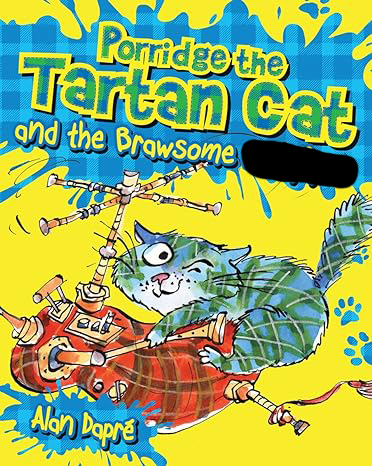 Porridge the
Tartan Cat
and the Brawsome
Alan Dapré